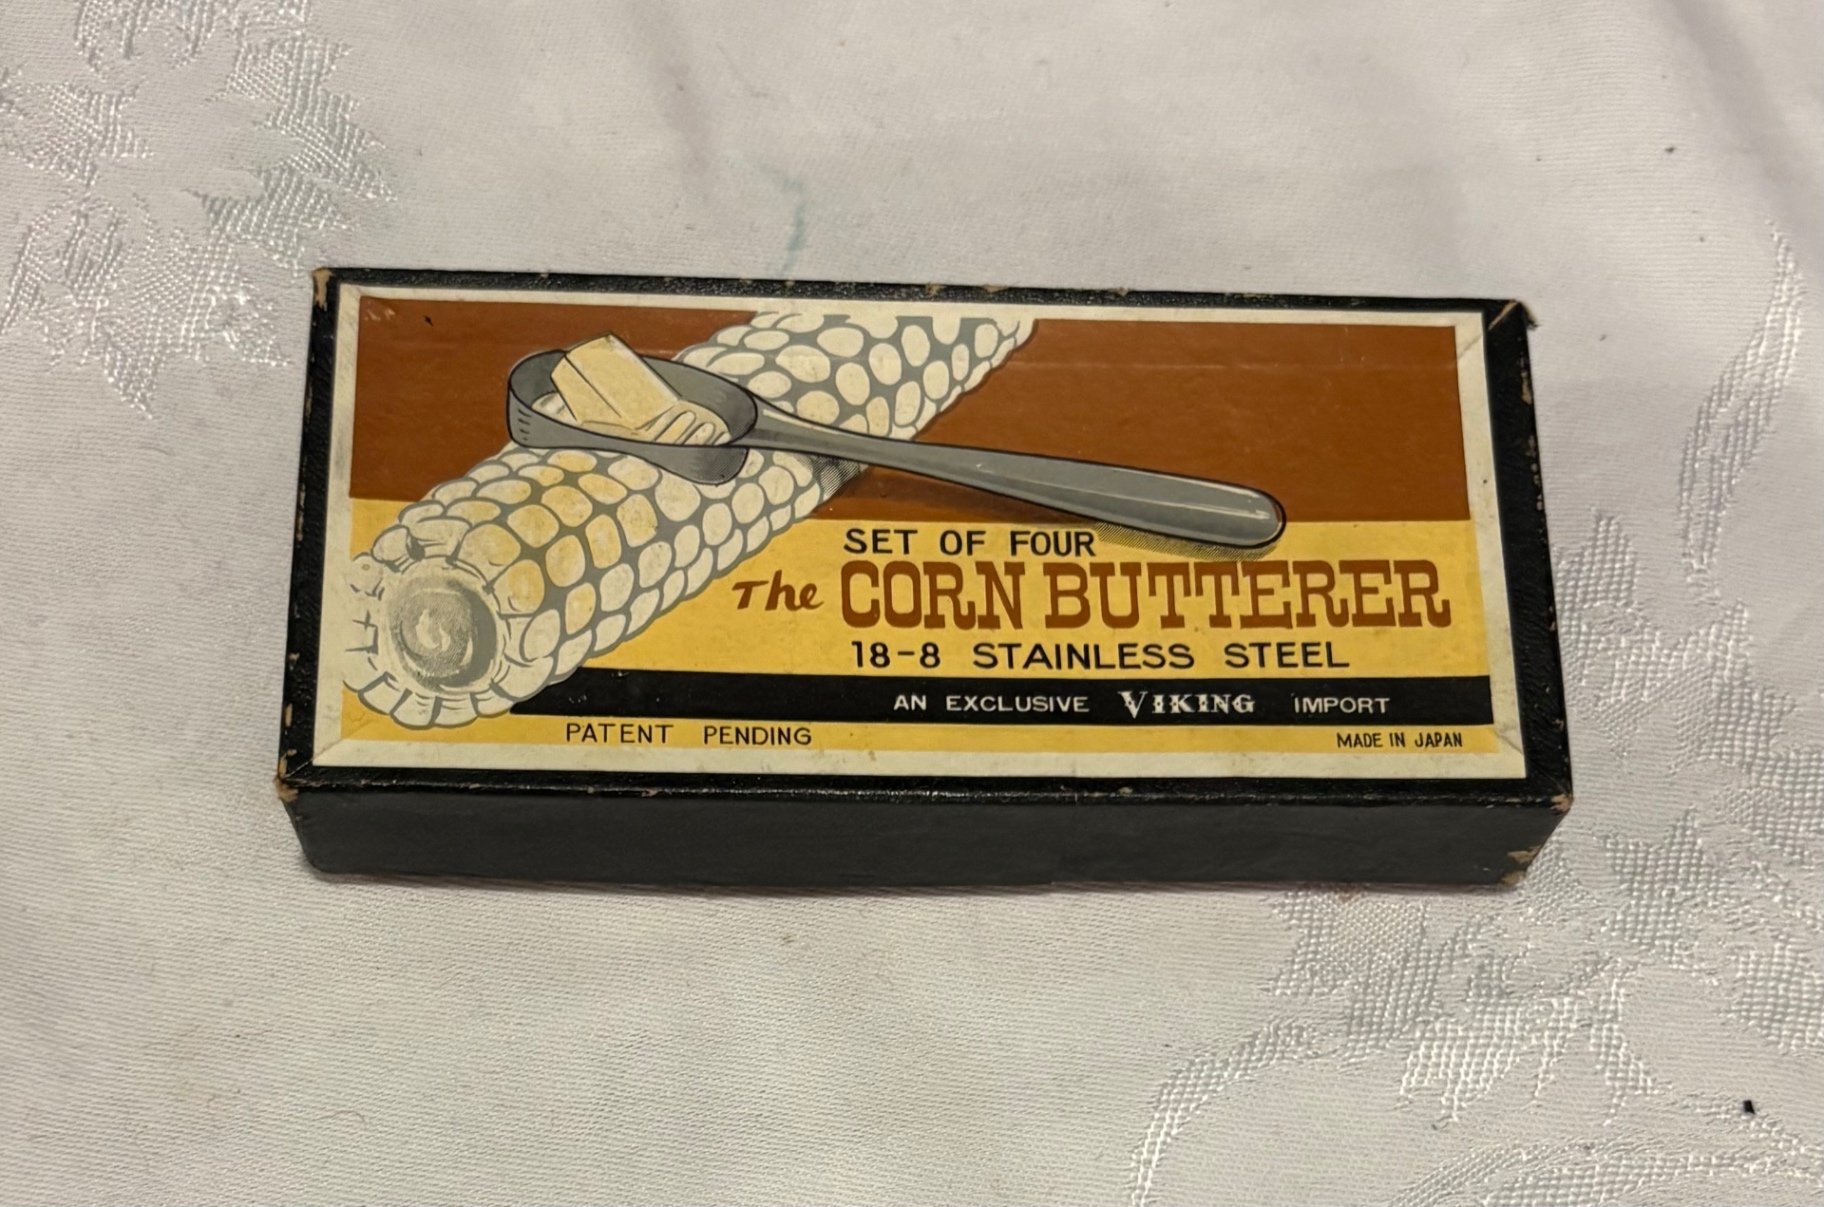 SET OF FOUR
The CORN BUTTERER
18-8 STAINLESS STEEL
AN EXCLUSIVE VIKING IMPORT
PATENT PENDING
MADE IN JAPAN